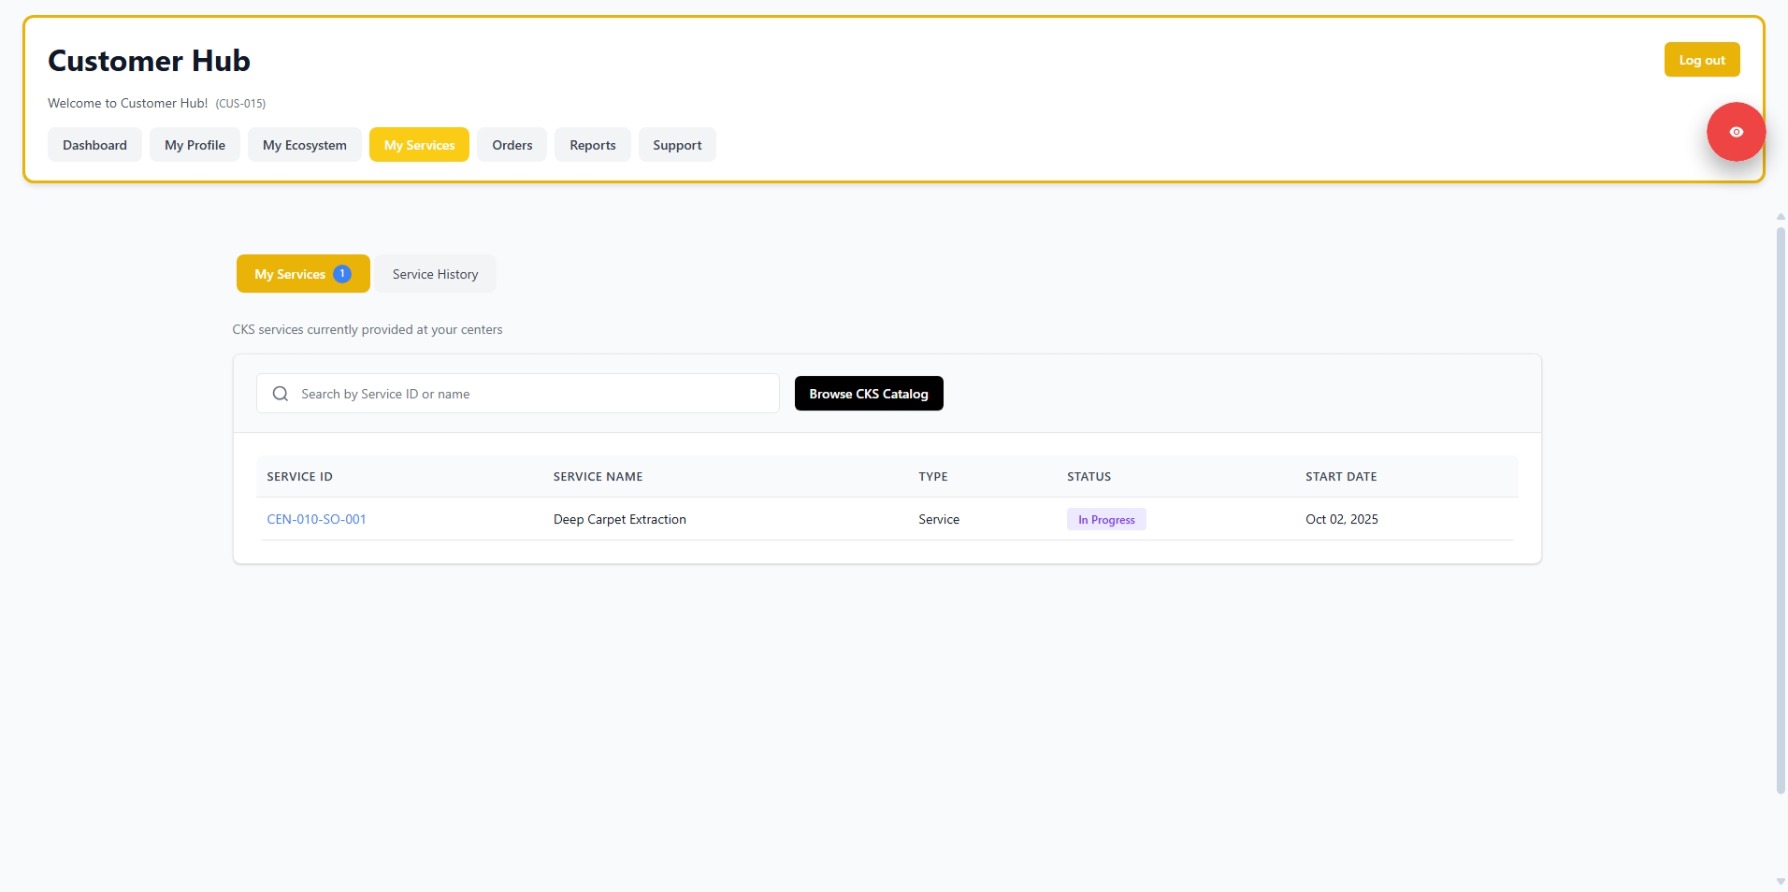 Customer Hub
Log out
Welcome to Customer Hub! (CUS-015)
Dashboard My Profile My Ecosystem My Services Orders Reports Support
My Services 1 Service History
CKS services currently provided at your centers
Search by Service ID or name Browse CKS Catalog
SERVICE ID SERVICE NAME TYPE STATUS START DATE
CEN-010-SO-001 Deep Carpet Extraction Service In Progress Oct 02, 2025